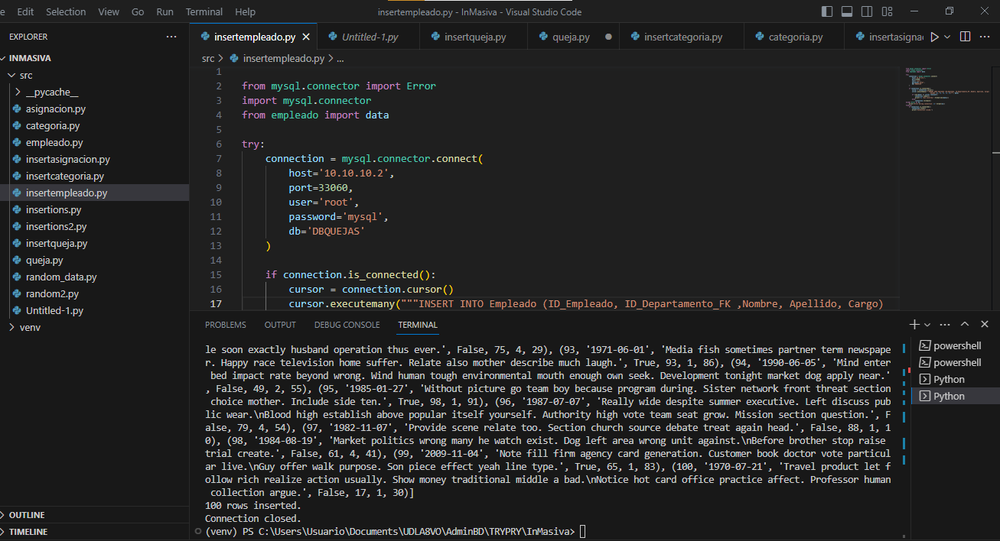 e Edit Selection View Go Run Terminal Help insertempleado.py - InMasiva - Visual Studio Code
EXPLORER ...
INMASIVA
src
__pycache__
asignacion.py
categoria.py
empleado.py
insertasignacion.py
insertcategoria.py
insertempleado.py
insertions.py
insertions2.py
insertqueja.py
queja.py
random_data.py
random2.py
Untitled-1.py
venv
OUTLINE
TIMELINE
insertempleado.py Untitled-1.py insertqueja.py queja.py insertcategoria.py categoria.py insertasigna
src > insertempleado.py > ...
1
2 from mysql.connector import Error
3 import mysql.connector
4 from empleado import data
5
6 try:
7 connection = mysql.connector.connect(
8 host='10.10.10.2',
9 port=33060,
10 user='root',
11 password='mysql',
12 db='DBQUEJAS'
13 )
14
15 if connection.is_connected():
16 cursor = connection.cursor()
17 cursor.executemany("""INSERT INTO Empleado (ID_Empleado, ID_Departamento_FK ,Nombre, Apellido, Cargo)
PROBLEMS OUTPUT DEBUG CONSOLE TERMINAL
le soon exactly husband operation thus ever.', False, 75, 4, 29), (93, '1971-06-01', 'Media fish sometimes partner term newspape
r. Happy race television home suffer. Relate also mother describe much laugh.', True, 93, 1, 86), (94, '1990-06-05', 'Mind enter
bed impact rate beyond wrong. Wind human tough environmental mouth enough own seek. Development tonight market dog apply near.'
, False, 49, 2, 55), (95, '1985-01-27', 'Without picture go team boy because program during. Sister network front threat section
choice mother. Include side ten.', True, 98, 1, 91), (96, '1987-07-07', 'Really wide despite summer executive. Left discuss pub
lic wear.\nBlood high establish above popular itself yourself. Authority high vote team seat grow. Mission section question.', F
alse, 79, 4, 54), (97, '1982-11-07', 'Provide scene relate too. Section church source debate treat again head.', False, 88, 1, 1
0), (98, '1984-08-19', 'Market politics wrong many he watch exist. Dog left area wrong unit against.\nBefore brother stop raise
trial create.', False, 61, 4, 41), (99, '2009-11-04', 'Note fill firm agency card generation. Customer book doctor vote particul
ar live.\nGuy offer walk purpose. Son piece effect yeah line type.', True, 65, 1, 83), (100, '1970-07-21', 'Travel product let f
ollow rich realize action usually. Show money traditional middle a bad.\nNotice hot card office practice affect. Professor human
collection argue.', False, 17, 1, 30)]
100 rows inserted.
Connection closed.
(venv) PS C:\Users\Usuario\Documents\UDLA8VO\AdminBD\TRYPRY\InMasiva>
powershell
powershell
Python
Python